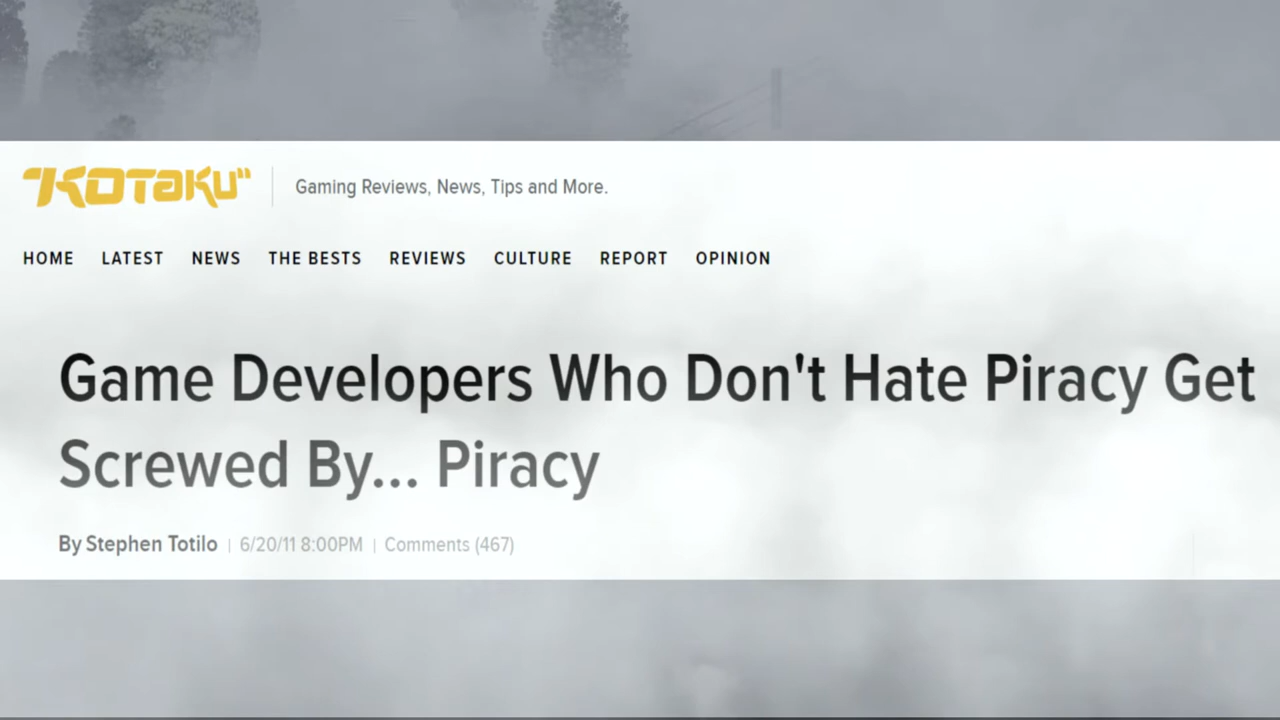 "KOTAKU"
Gaming Reviews, News, Tips and More.
HOME LATEST NEWS THE BESTS REVIEWS CULTURE REPORT OPINION
Game Developers Who Don't Hate Piracy Get
Screwed By... Piracy
By Stephen Totilo | 6/20/11 8:00PM | Comments (467)